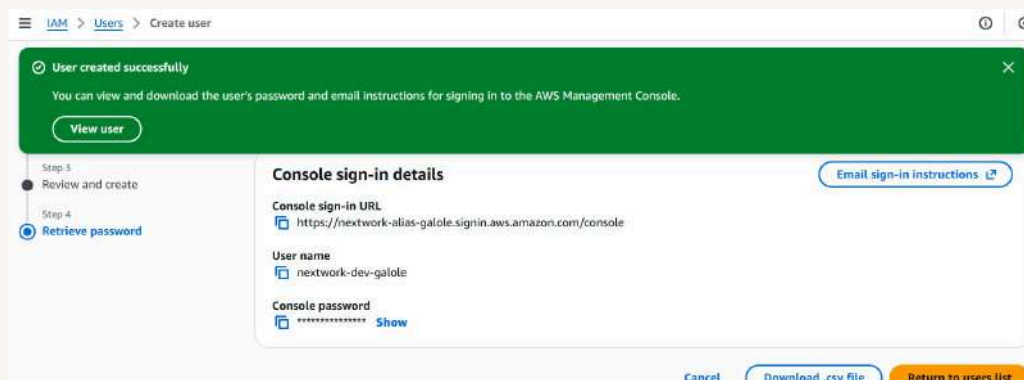 IAM > Users > Create user
User created successfully
You can view and download the user's password and email instructions for signing in to the AWS Management Console.
View user
Step 3
Review and create
Step 4
Retrieve password
Console sign-in details
Email sign-in instructions
Console sign-in URL
https://nextwork-alias-galole.signin.aws.amazon.com/console
User name
nextwork-dev-galole
Console password
*************** Show
Cancel
Download .csv file
Return to users list